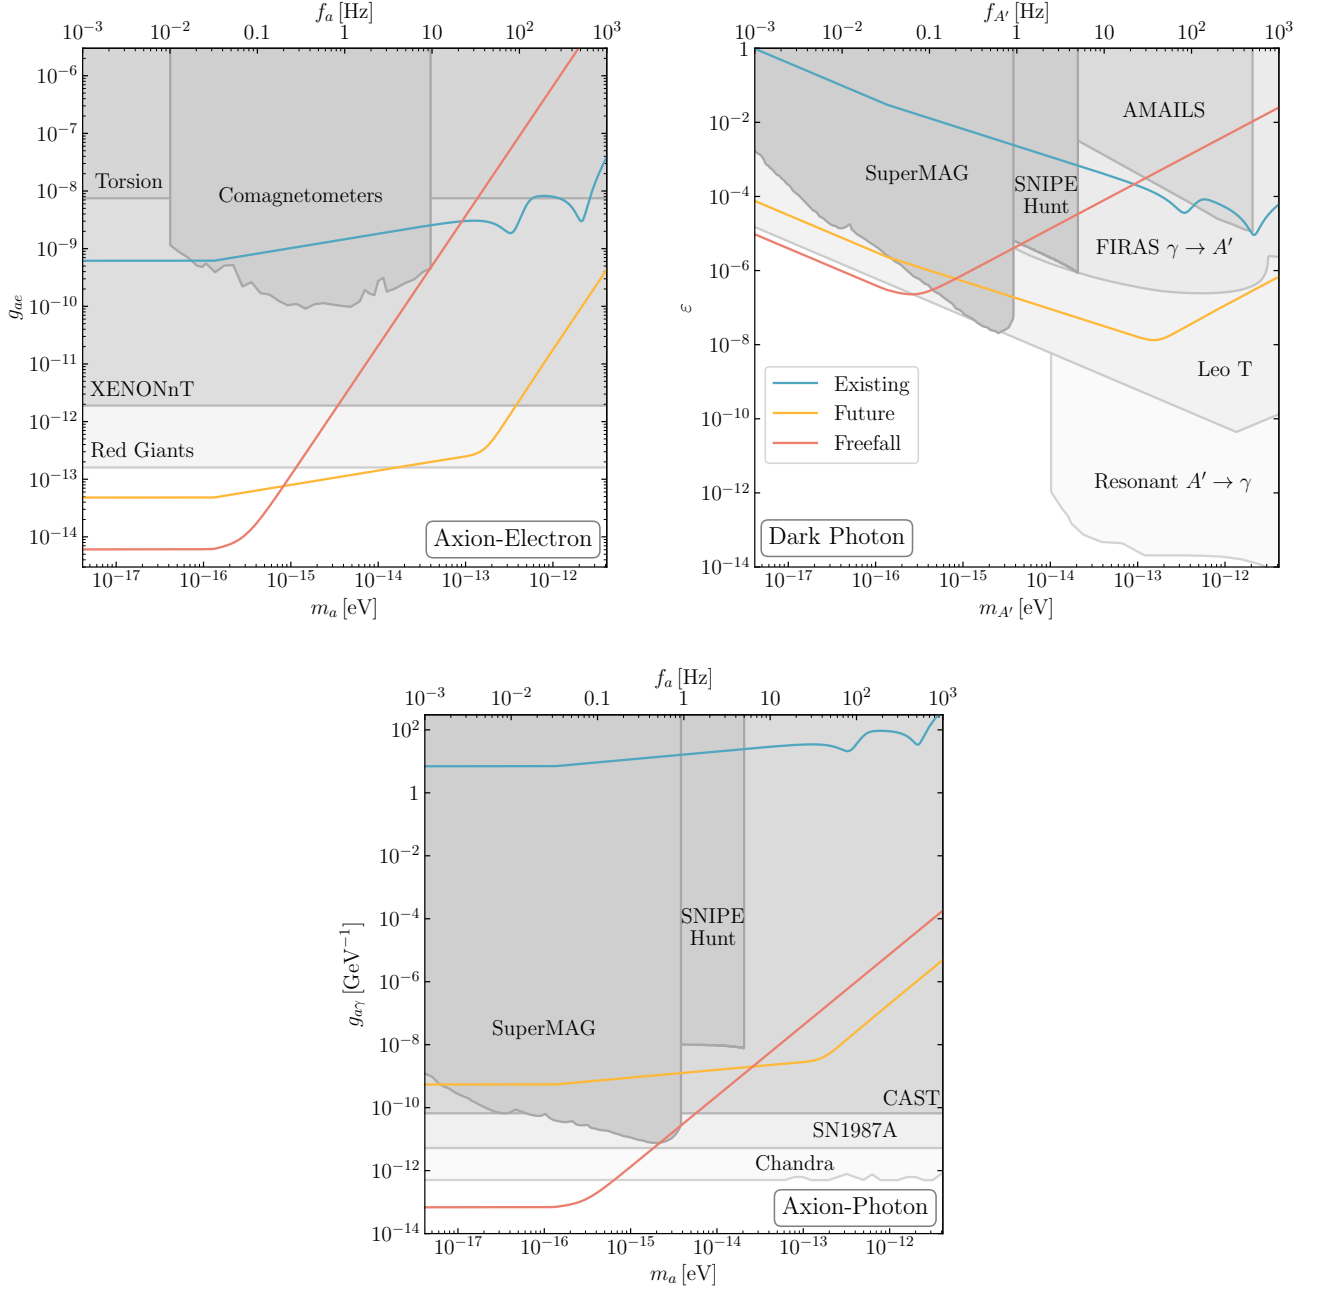 f_a [Hz]
10^−3 10^−2 0.1 1 10 10^2 10^3
10^−6
10^−7
10^−8
10^−9
10^−10
10^−11
10^−12
10^−13
10^−14
g_ae
Torsion
Comagnetometers
XENONnT
Red Giants
Axion-Electron
10^−17 10^−16 10^−15 10^−14 10^−13 10^−12
m_a [eV]
f_A′ [Hz]
10^−3 10^−2 0.1 1 10 10^2 10^3
1
10^−2
10^−4
10^−6
10^−8
10^−10
10^−12
10^−14
ε
AMAILS
SuperMAG
SNIPE
Hunt
FIRAS γ → A′
Leo T
Existing
Future
Freefall
Resonant A′ → γ
Dark Photon
10^−17 10^−16 10^−15 10^−14 10^−13 10^−12
m_A′ [eV]
f_a [Hz]
10^−3 10^−2 0.1 1 10 10^2 10^3
10^2
1
10^−2
10^−4
10^−6
10^−8
10^−10
10^−12
10^−14
g_aγ [GeV^−1]
SNIPE
Hunt
SuperMAG
CAST
SN1987A
Chandra
Axion-Photon
10^−17 10^−16 10^−15 10^−14 10^−13 10^−12
m_a [eV]